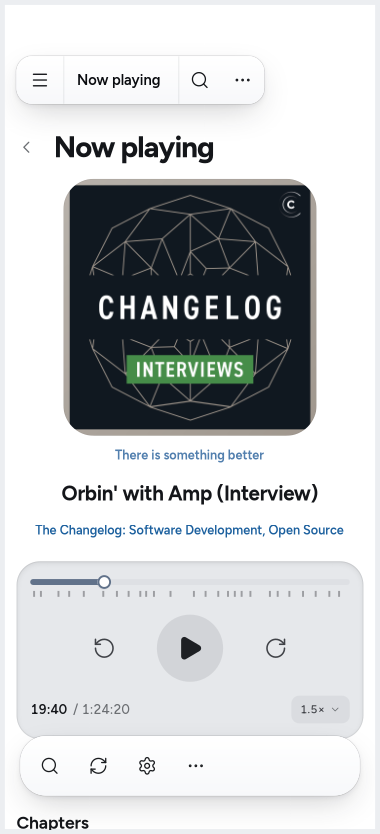 Now playing
Now playing
CHANGELOG
INTERVIEWS
There is something better
Orbin' with Amp (Interview)
The Changelog: Software Development, Open Source
19:40 / 1:24:20
1.5×
Chapters